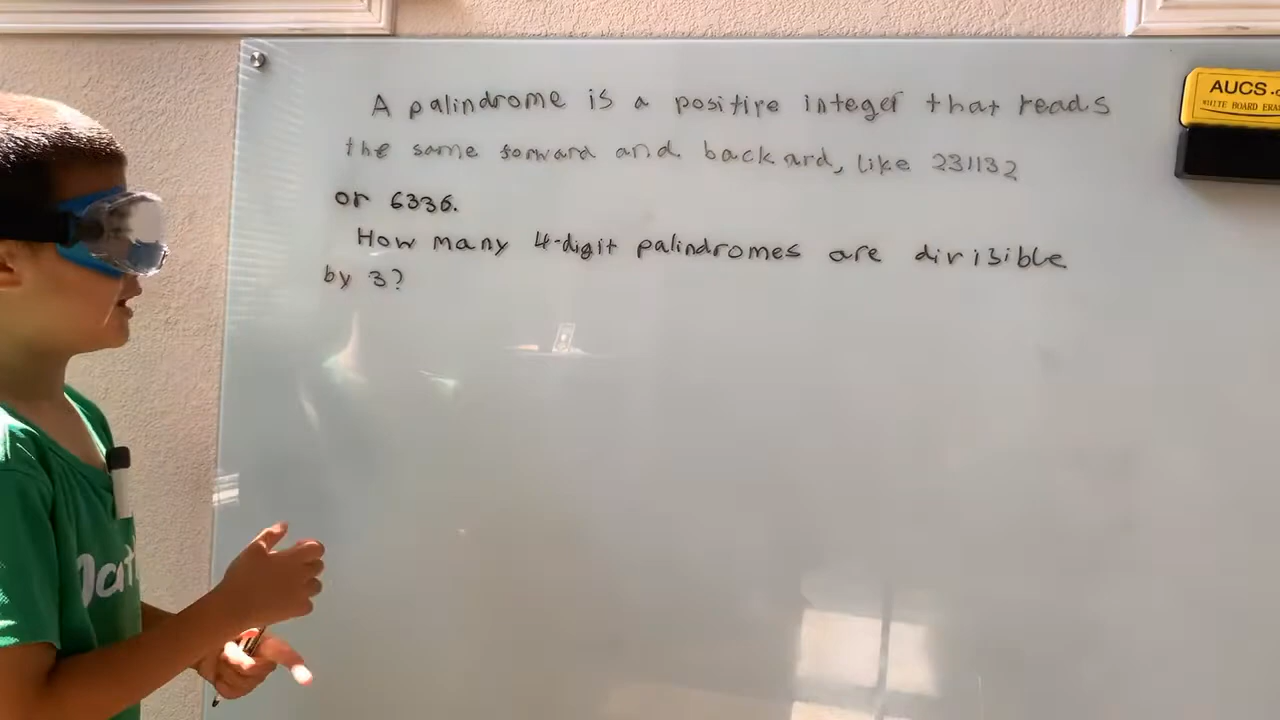 A palindrome is a positive integer that reads
the same forward and backward, like 231132
or 6336.
How many 4-digit palindromes are divisible
by 3?
AUCS
WHITE BOARD ERA